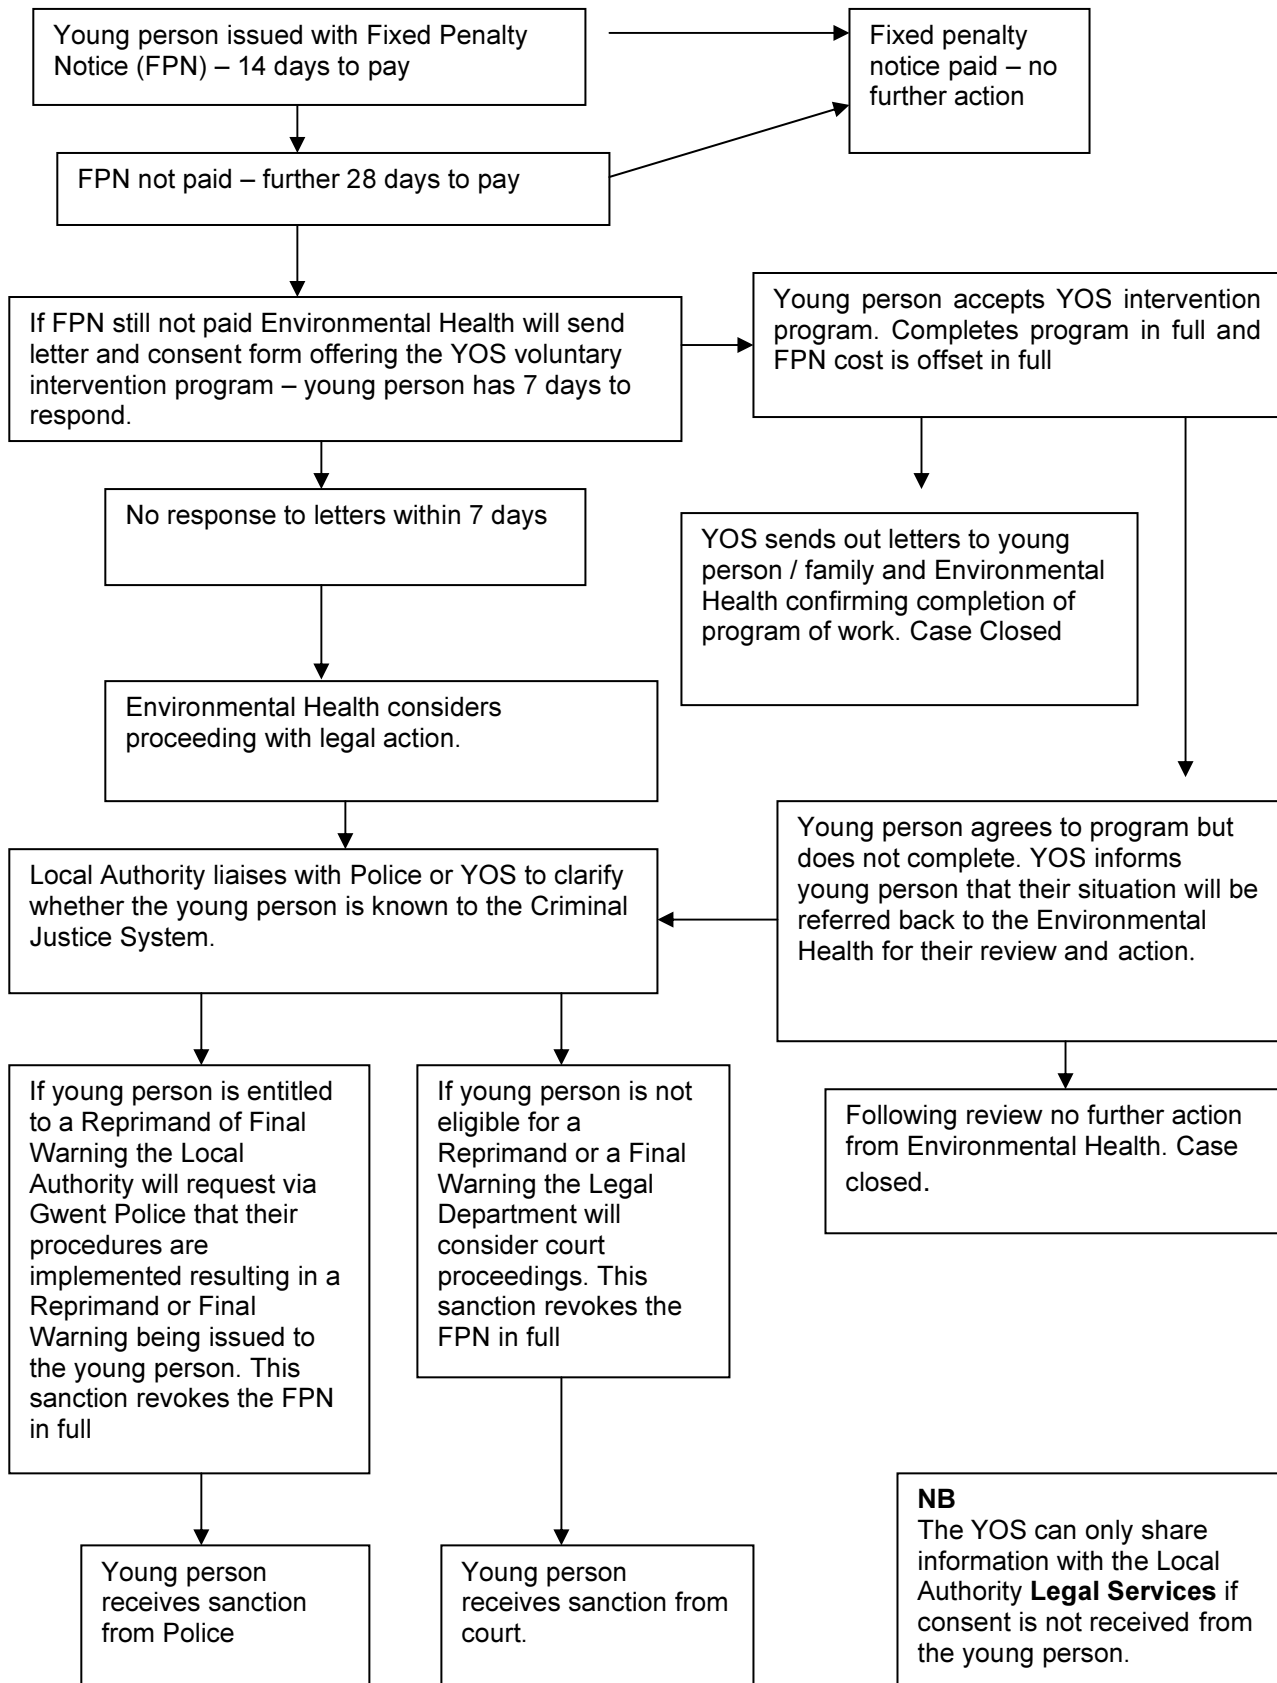 Young person issued with Fixed Penalty
Notice (FPN) – 14 days to pay
Fixed penalty
notice paid – no
further action
FPN not paid – further 28 days to pay
If FPN still not paid Environmental Health will send
letter and consent form offering the YOS voluntary
intervention program – young person has 7 days to
respond.
Young person accepts YOS intervention
program. Completes program in full and
FPN cost is offset in full
No response to letters within 7 days
YOS sends out letters to young
person / family and Environmental
Health confirming completion of
program of work. Case Closed
Environmental Health considers
proceeding with legal action.
Young person agrees to program but
does not complete. YOS informs
young person that their situation will be
referred back to the Environmental
Health for their review and action.
Local Authority liaises with Police or YOS to clarify
whether the young person is known to the Criminal
Justice System.
If young person is entitled
to a Reprimand of Final
Warning the Local
Authority will request via
Gwent Police that their
procedures are
implemented resulting in a
Reprimand or Final
Warning being issued to
the young person. This
sanction revokes the FPN
in full
If young person is not
eligible for a
Reprimand or a Final
Warning the Legal
Department will
consider court
proceedings. This
sanction revokes the
FPN in full
Following review no further action
from Environmental Health. Case
closed.
Young person
receives sanction
from Police
Young person
receives sanction from
court.
NB
The YOS can only share
information with the Local
Authority Legal Services if
consent is not received from
the young person.